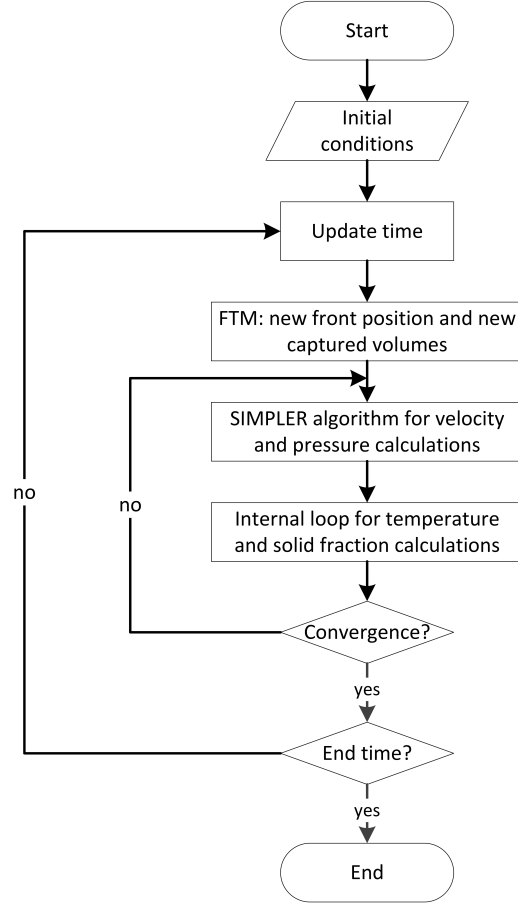 Start
Initial
conditions
Update time
FTM: new front position and new
captured volumes
SIMPLER algorithm for velocity
and pressure calculations
no
no
Internal loop for temperature
and solid fraction calculations
Convergence?
yes
End time?
yes
End